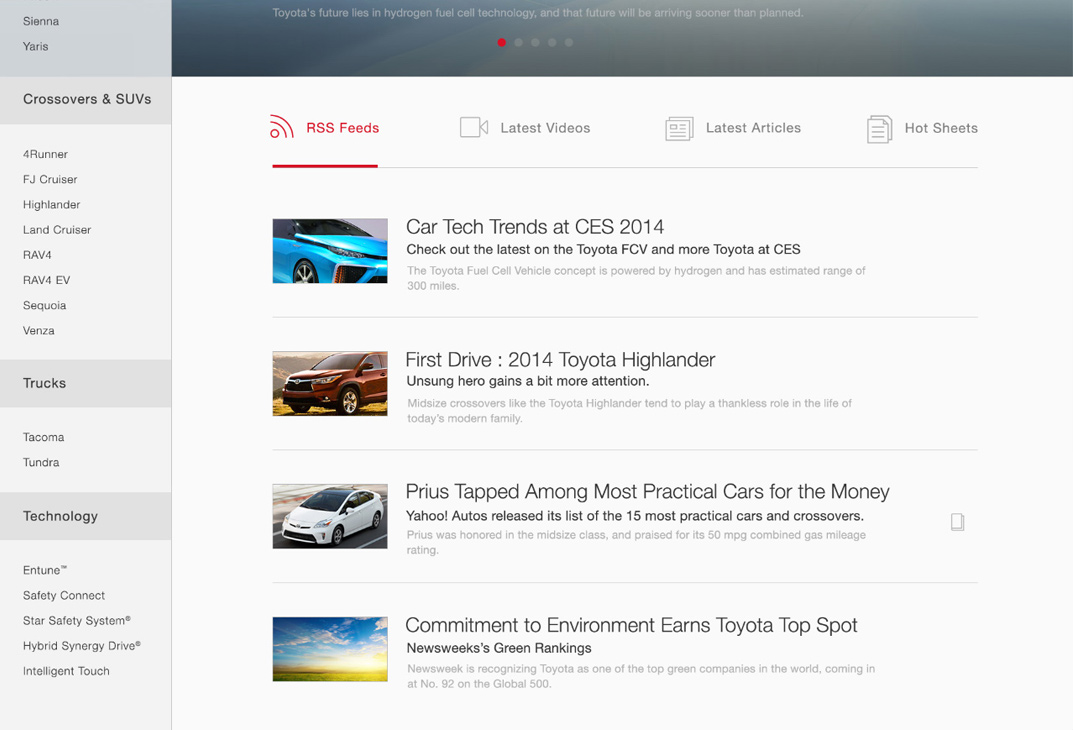 Toyota's future lies in hydrogen fuel cell technology, and that future will be arriving sooner than planned.
Sienna
Yaris
Crossovers & SUVs
4Runner
FJ Cruiser
Highlander
Land Cruiser
RAV4
RAV4 EV
Sequoia
Venza
Trucks
Tacoma
Tundra
Technology
Entune™
Safety Connect
Star Safety System®
Hybrid Synergy Drive®
Intelligent Touch
RSS Feeds
Latest Videos
Latest Articles
Hot Sheets
Car Tech Trends at CES 2014
Check out the latest on the Toyota FCV and more Toyota at CES
The Toyota Fuel Cell Vehicle concept is powered by hydrogen and has estimated range of
300 miles.
First Drive : 2014 Toyota Highlander
Unsung hero gains a bit more attention.
Midsize crossovers like the Toyota Highlander tend to play a thankless role in the life of
today's modern family.
Prius Tapped Among Most Practical Cars for the Money
Yahoo! Autos released its list of the 15 most practical cars and crossovers.
Prius was honored in the midsize class, and praised for its 50 mpg combined gas mileage
rating.
Commitment to Environment Earns Toyota Top Spot
Newsweeks's Green Rankings
Newsweek is recognizing Toyota as one of the top green companies in the world, coming in
at No. 92 on the Global 500.